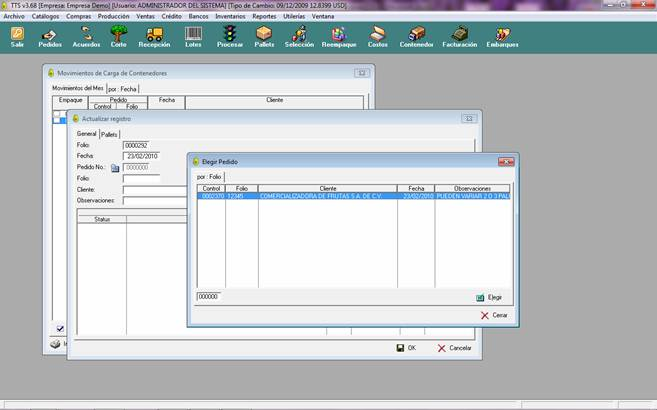 TTS v3.68 [Empresa: Empresa Demo] [Usuario: ADMINISTRADOR DEL SISTEMA] [Tipo de Cambio: 09/12/2009 12.8399 USD]
Archivo Catálogos Compras Producción Ventas Crédito Bancos Inventarios Reportes Utilerías Ventana
Salir Pedidos Acuerdos Corte Recepción Lotes Procesar Pallets Selección Reempaque Costos Contenedor Facturación Embarques
Movimientos de Carga de Contenedores
Movimientos del Mes por : Fecha
Empaque Pedido Fecha Cliente
Control Folio
Actualizar registro
General Pallets
Folio: 0000292
Fecha: 23/02/2010
Pedido No.: 0000000
Folio:
Cliente:
Observaciones:
Status
Elegir Pedido
por : Folio
Control Folio Cliente Fecha Observaciones
0002370 12345 COMERCIALIZADORA DE FRUTAS S.A. DE C.V. 23/02/2010 PUEDEN VARIAR 2 O 3 PALL
000000 Elegir
Cerrar
OK Cancelar